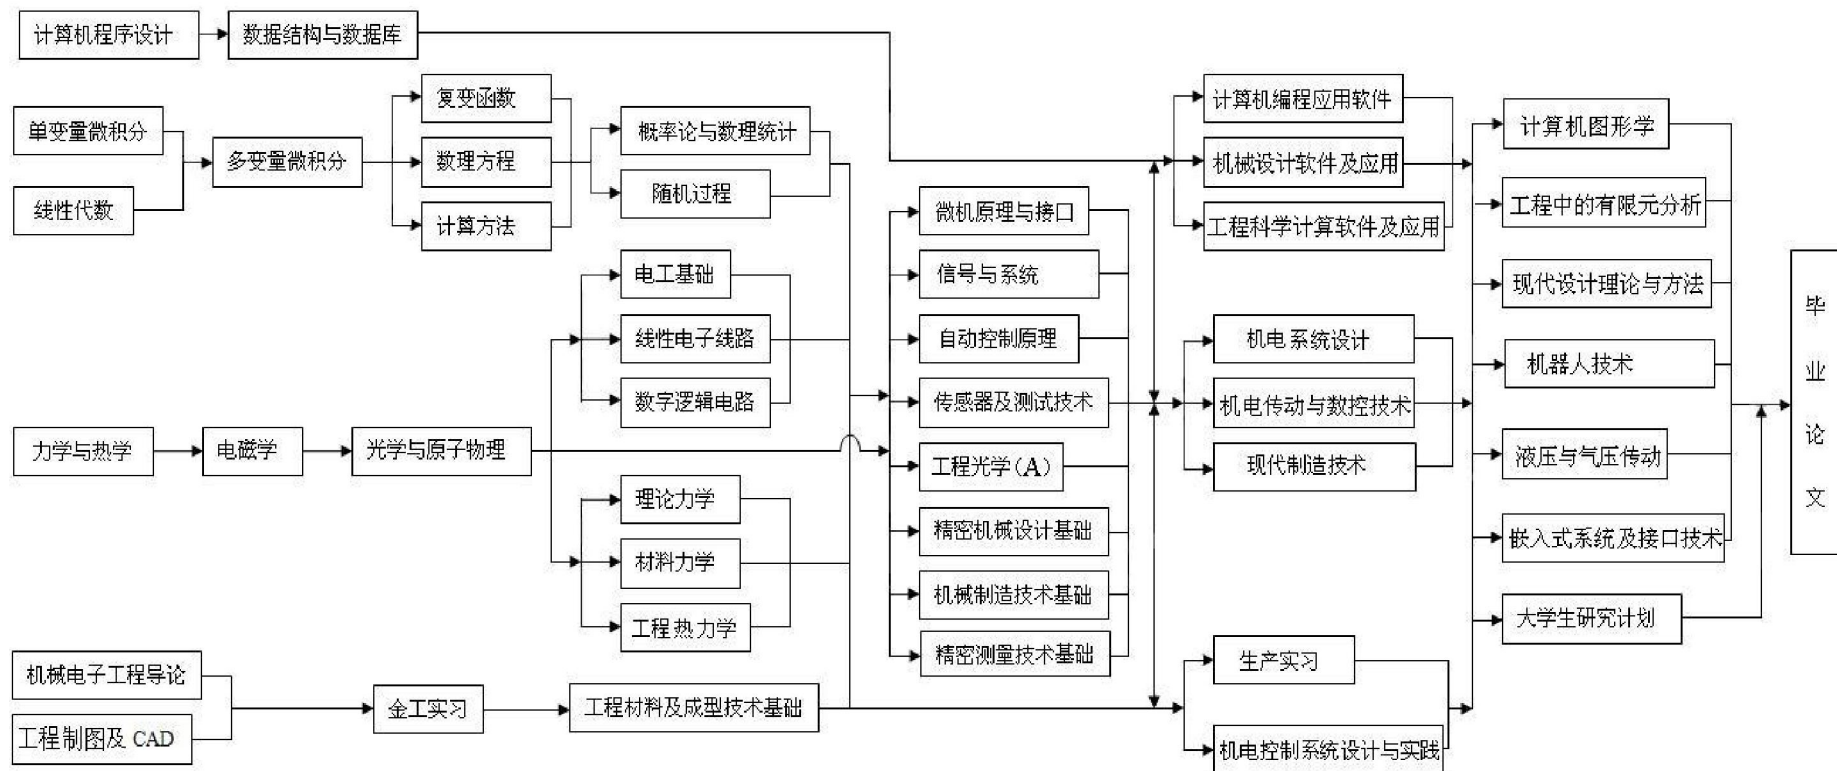 计算机程序设计
数据结构与数据库
单变量微积分
线性代数
多变量微积分
复变函数
数理方程
计算方法
概率论与数理统计
随机过程
电工基础
线性电子线路
数字逻辑电路
力学与热学
电磁学
光学与原子物理
理论力学
材料力学
工程热力学
机械电子工程导论
工程制图及 CAD
金工实习
工程材料及成型技术基础
微机原理与接口
信号与系统
自动控制原理
传感器及测试技术
工程光学(A)
精密机械设计基础
机械制造技术基础
精密测量技术基础
计算机编程应用软件
机械设计软件及应用
工程科学计算软件及应用
机电系统设计
机电传动与数控技术
现代制造技术
生产实习
机电控制系统设计与实践
计算机图形学
工程中的有限元分析
现代设计理论与方法
机器人技术
液压与气压传动
嵌入式系统及接口技术
大学生研究计划
毕业论文